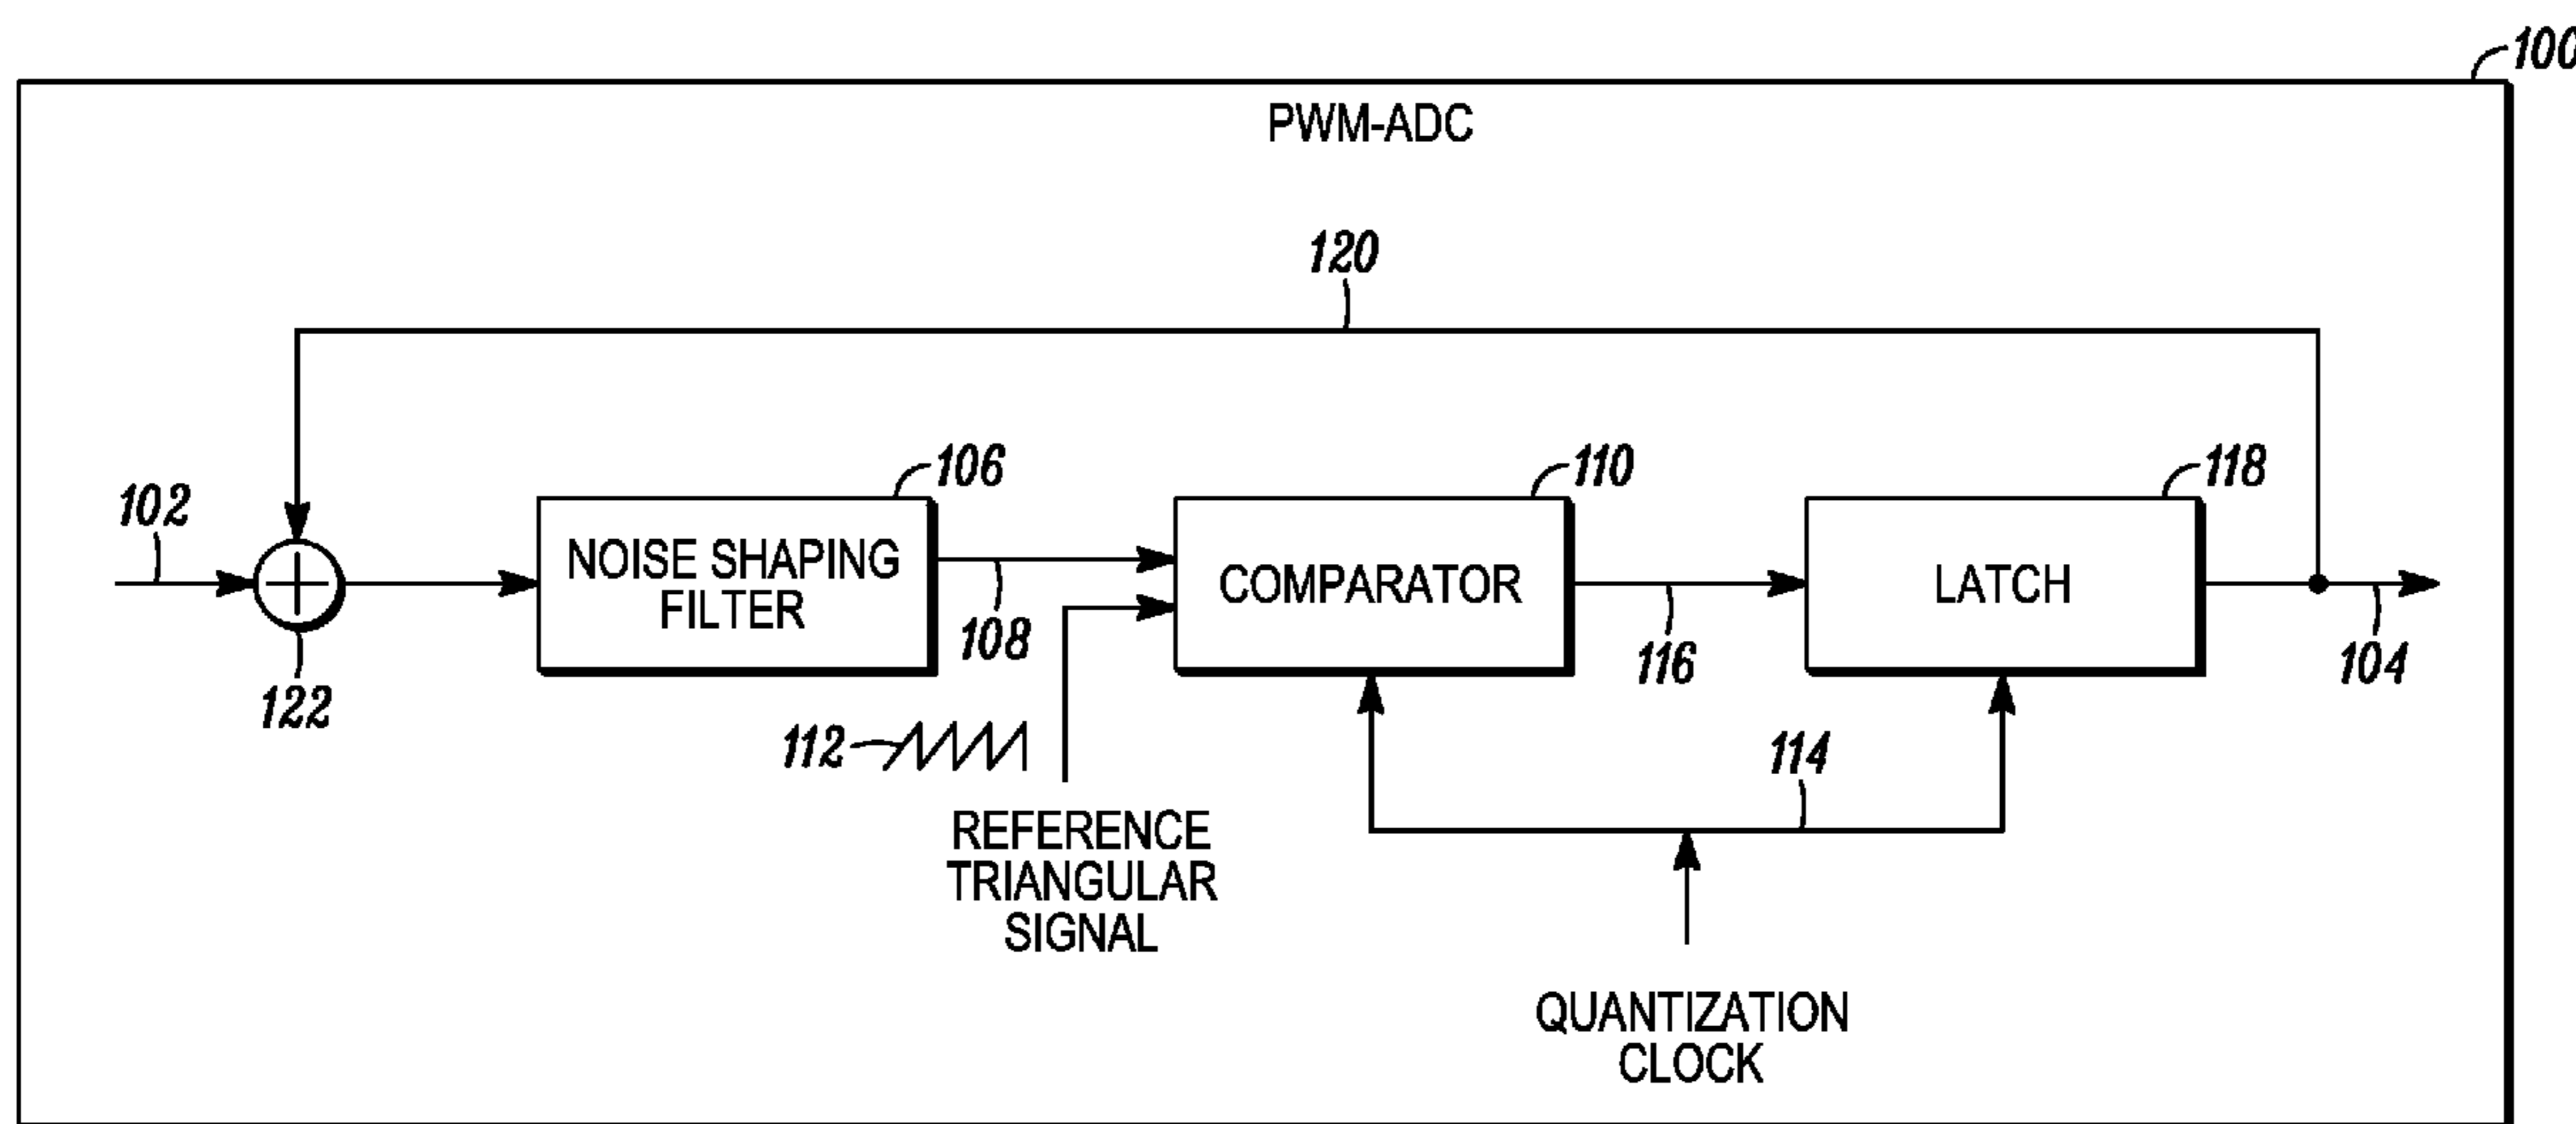 100
PWM-ADC
120
102
106
110
118
NOISE SHAPING
FILTER
COMPARATOR
LATCH
108
116
104
122
112
114
REFERENCE
TRIANGULAR
SIGNAL
QUANTIZATION
CLOCK